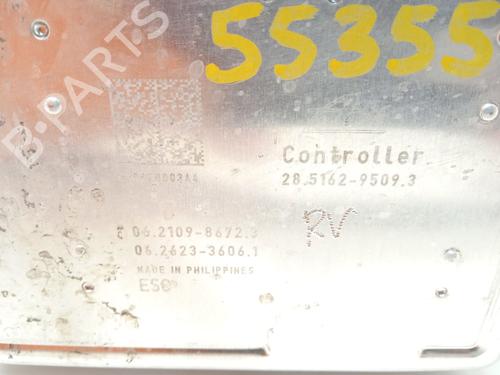 55355
B-PARTS
Controller
28.5162-9509.3
06.2109-8672.3
06.2623-3606.1
RV
MADE IN PHILIPPINES
ESC